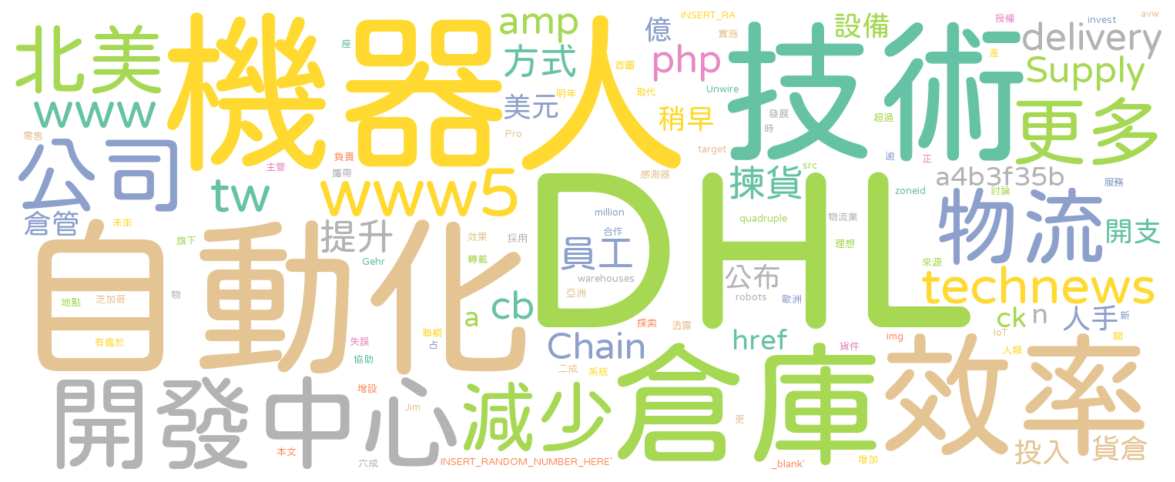 機器人
技術
DHL
自動化
效率
倉庫
開發中心
減少
物流
公司
北美
更多
www
www5
tw
amp
方式
億
php
設備
delivery
Supply
美元
稍早
揀貨
a4b3f35b
倉管
提升
員工
公布
開支
technews
cb
a
Chain
href
ck
n
人手
投入
貨倉
INSERT_RA
座
首圖
實施
授權
invest
avw
進
零售
明年
取代
Unwire
發展
時
超過
Pro
主管
負責
攜帶
感測器
target
src
逾
正
討論
服務
zoneid
quadruple
million
合作
物流業
理想
未來
旗下
效果
採用
轉載
Gehr
warehouses
亞洲
robots
歐洲
來源
地點
芝加哥
物
有鑑於
失誤
協助
聯網
占
探索
透露
新
img
IoT
人類
間
貨件
二成
系統
增設
Jim
本文
六成
更
INSERT_RANDOM_NUMBER_HERE'
_blank'
增加